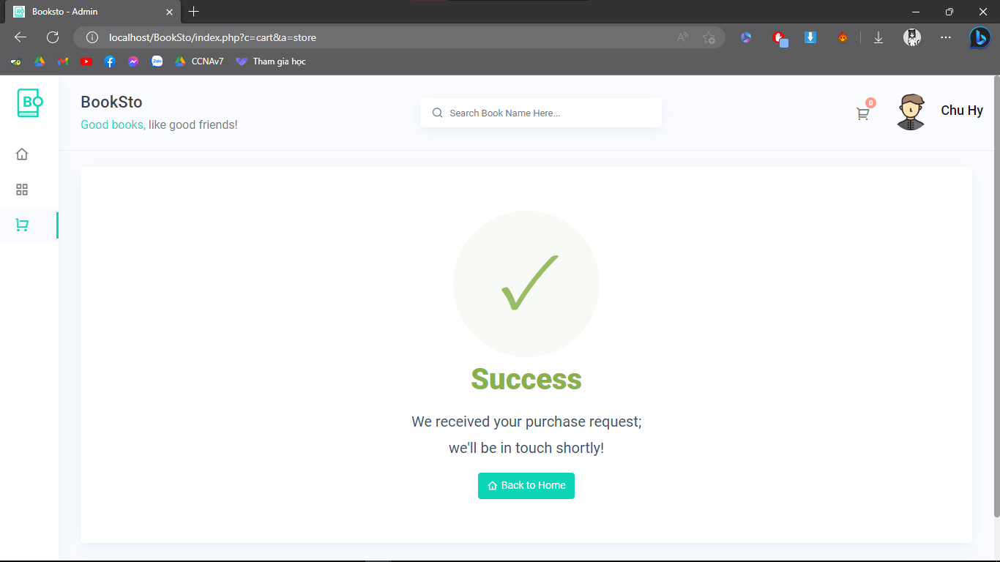 Booksto - Admin
localhost/BookSto/index.php?c=cart&a=store
Zalo
CCNAv7
Tham gia học
BO
BookSto
Good books, like good friends!
Search Book Name Here...
0
Chu Hy
Success
We received your purchase request;
we'll be in touch shortly!
Back to Home